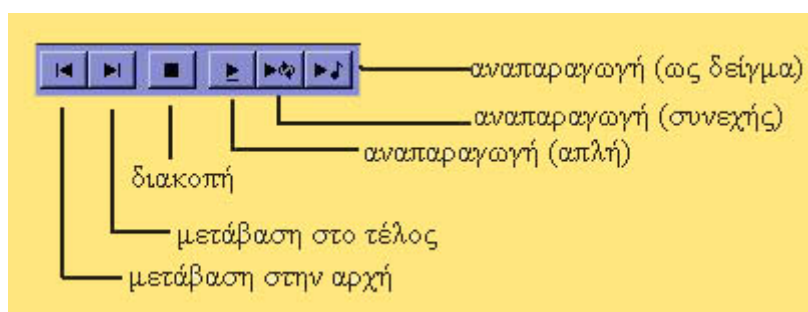 αναπαραγωγή (ως δείγμα)
αναπαραγωγή (συνεχής)
αναπαραγωγή (απλή)
διακοπή
μετάβαση στο τέλος
μετάβαση στην αρχή